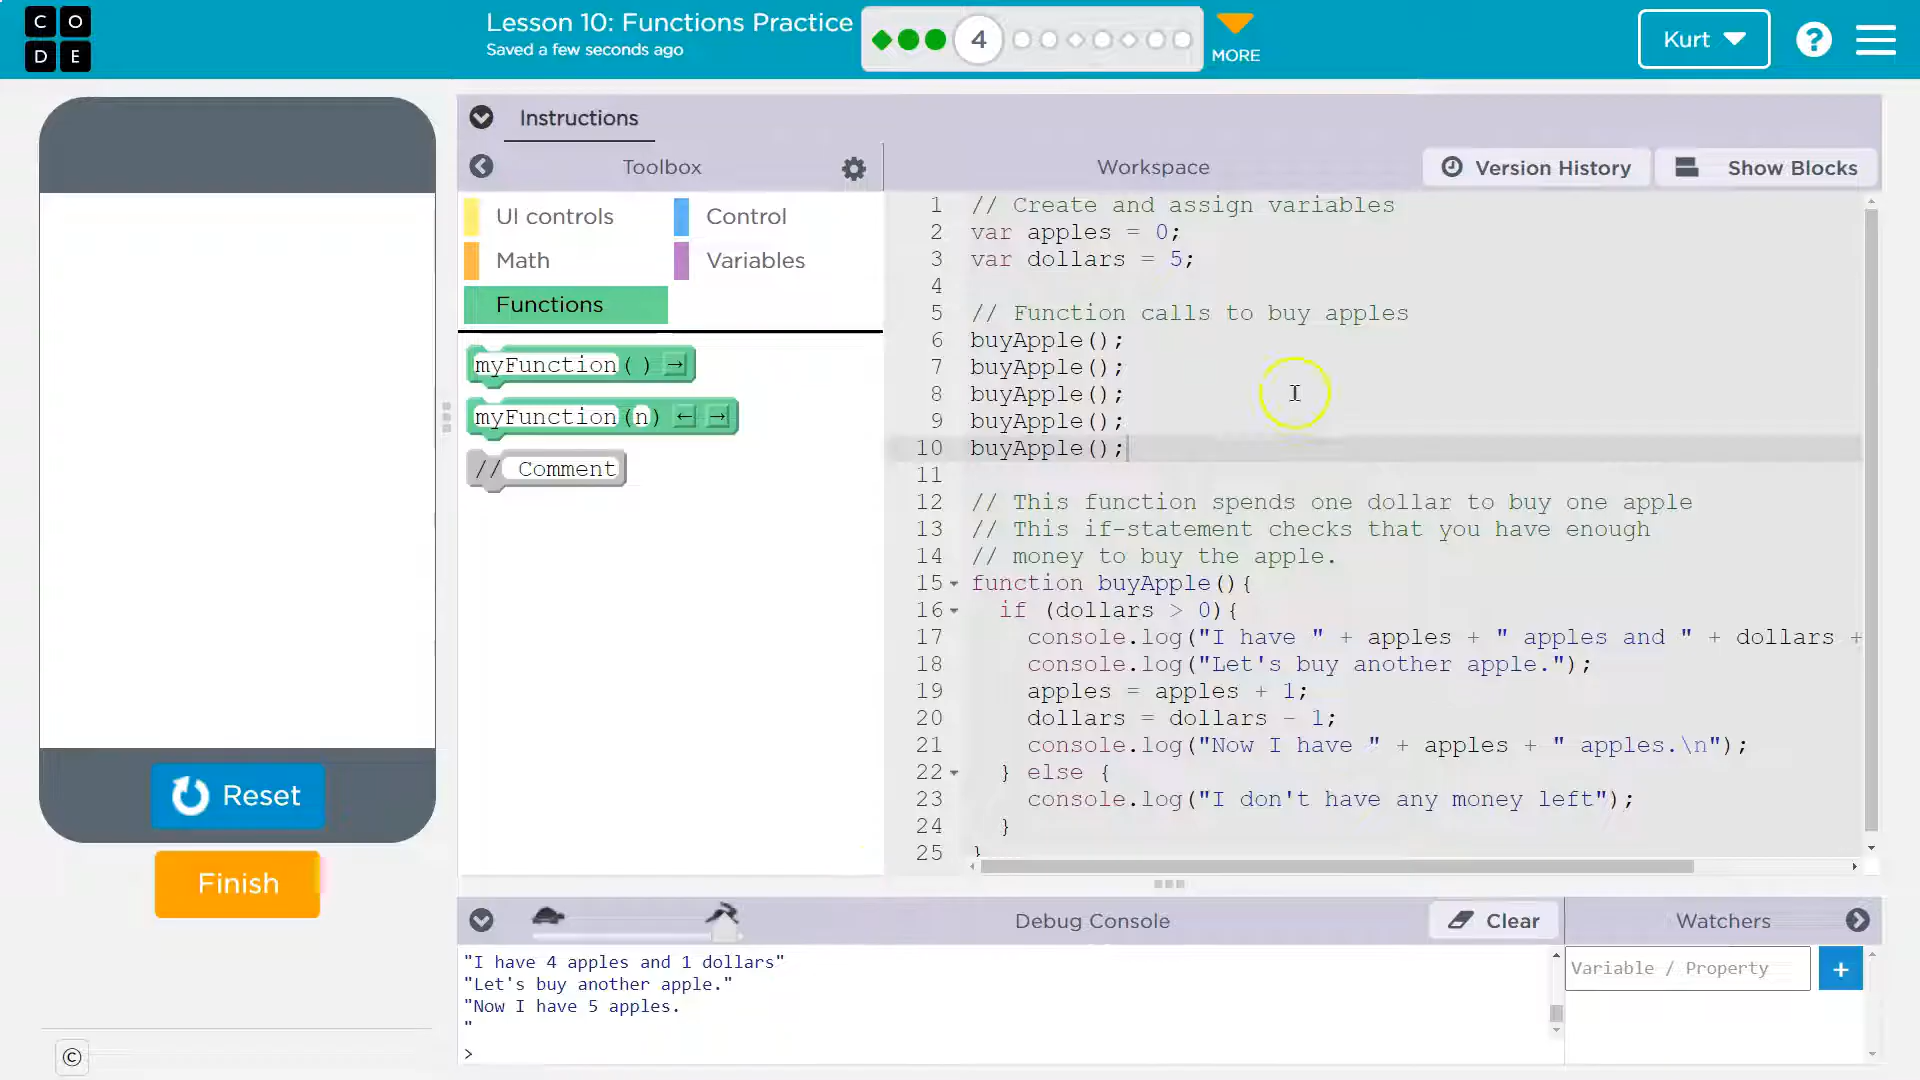 CODE
Lesson 10: Functions Practice
Saved a few seconds ago
4
MORE
Kurt
?
Instructions
Toolbox
Workspace
Version History
Show Blocks
UI controls
Control
Math
Variables
Functions
myFunction ( ) →
myFunction (n) ← →
// Comment
1 // Create and assign variables
2 var apples = 0;
3 var dollars = 5;
4
5 // Function calls to buy apples
6 buyApple();
7 buyApple();
8 buyApple();
9 buyApple();
10 buyApple();
11
12 // This function spends one dollar to buy one apple
13 // This if-statement checks that you have enough
14 // money to buy the apple.
15 function buyApple(){
16 if (dollars > 0){
17 console.log("I have " + apples + " apples and " + dollars +
18 console.log("Let's buy another apple.");
19 apples = apples + 1;
20 dollars = dollars - 1;
21 console.log("Now I have " + apples + " apples.\n");
22 } else {
23 console.log("I don't have any money left");
24 }
25 }
Reset
Finish
©
Debug Console
Clear
Watchers
Variable / Property
+
"I have 4 apples and 1 dollars"
"Let's buy another apple."
"Now I have 5 apples.
"
>